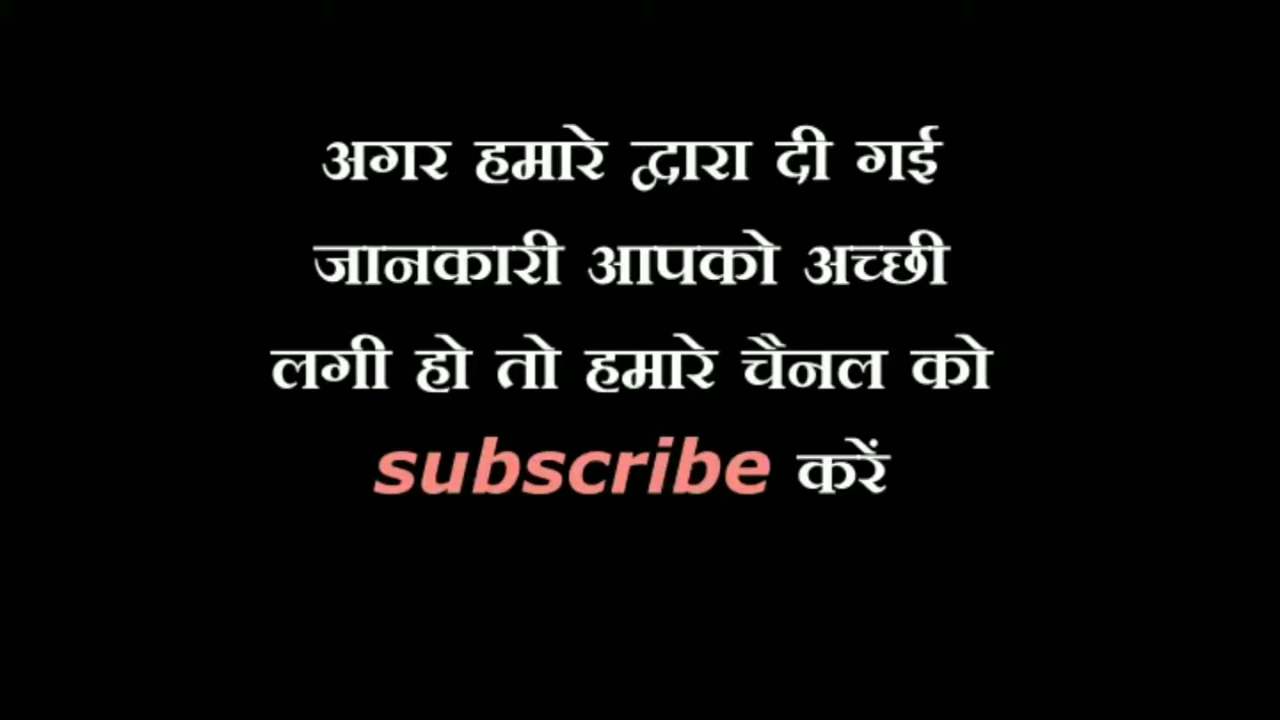 अगर हमारे द्वारा दी गई
जानकारी आपको अच्छी
लगी हो तो हमारे चैनल को
subscribe करें